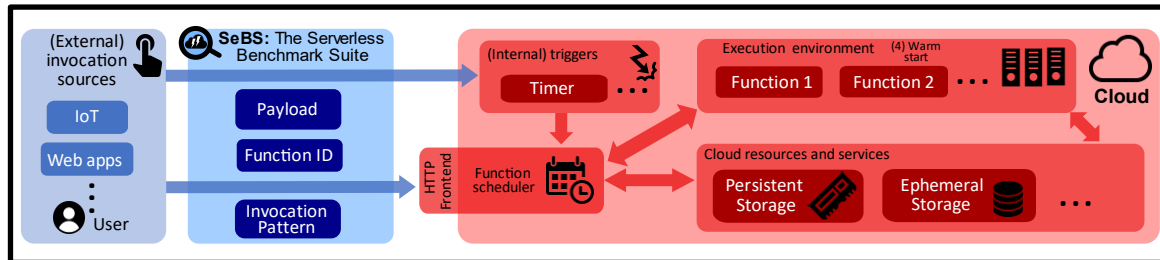 (External)
invocation
sources
IoT
Web apps
User
SeBS: The Serverless
Benchmark Suite
Payload
Function ID
Invocation
Pattern
(Internal) triggers
Timer
HTTP
Frontend
Function
scheduler
Execution environment
(4) Warm
start
Function 1
Function 2
Cloud
Cloud resources and services
Persistent
Storage
Ephemeral
Storage